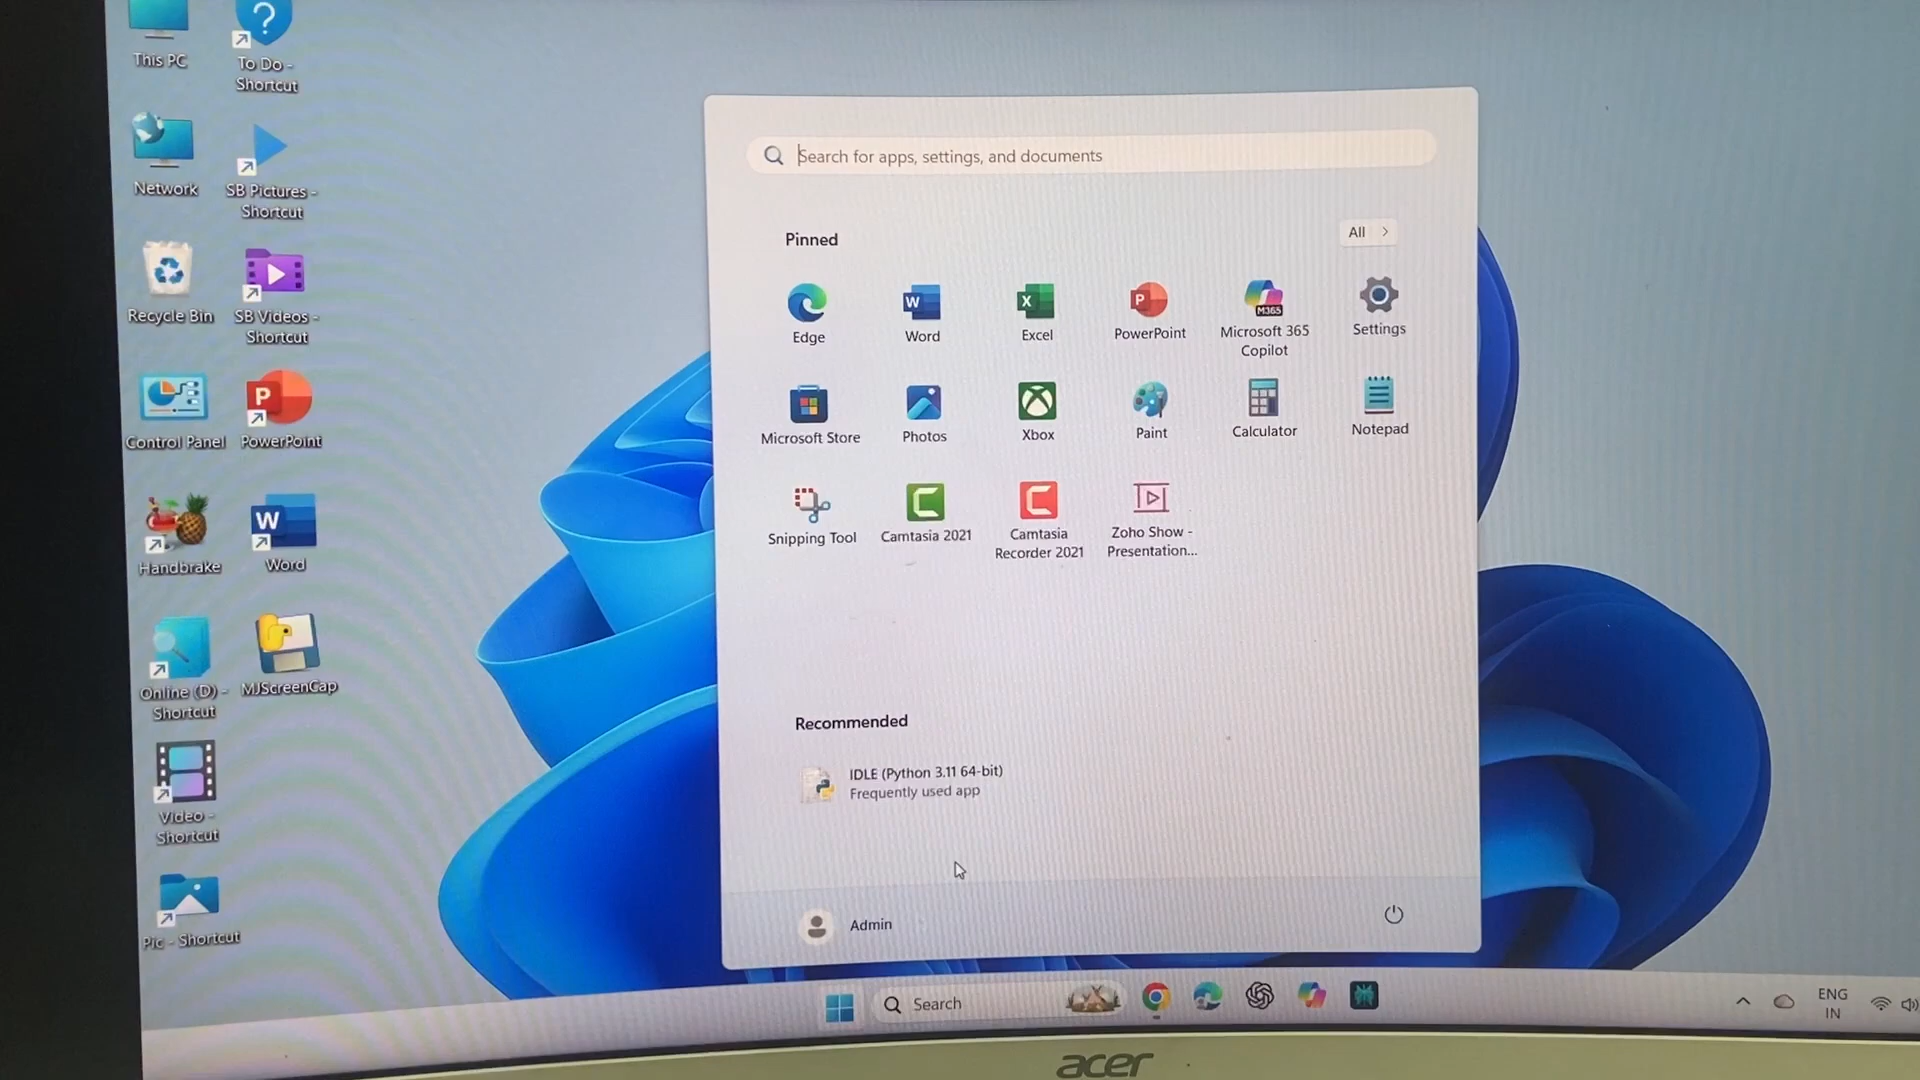 This PC
To Do -
Shortcut
Network
SB Pictures -
Shortcut
Recycle Bin
SB Videos -
Shortcut
Control Panel
PowerPoint
Handbrake
Word
Online (D) -
Shortcut
MJScreenCap
Video -
Shortcut
Pic - Shortcut
Search for apps, settings, and documents
Pinned
All
Edge
Word
Excel
PowerPoint
M365
Microsoft 365
Copilot
Settings
Microsoft Store
Photos
Xbox
Paint
Calculator
Notepad
Snipping Tool
Camtasia 2021
Camtasia
Recorder 2021
Zoho Show -
Presentation...
Recommended
IDLE (Python 3.11 64-bit)
Frequently used app
Admin
Search
ENG
IN
acer